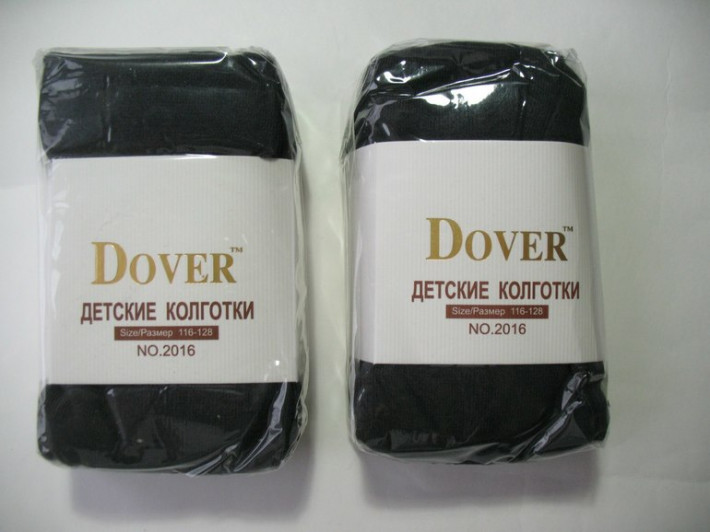 DOVER™
ДЕТСКИЕ КОЛГОТКИ
Size/Размер 116-128
NO.2016
DOVER™
ДЕТСКИЕ КОЛГОТКИ
Size/Размер 116-128
NO.2016